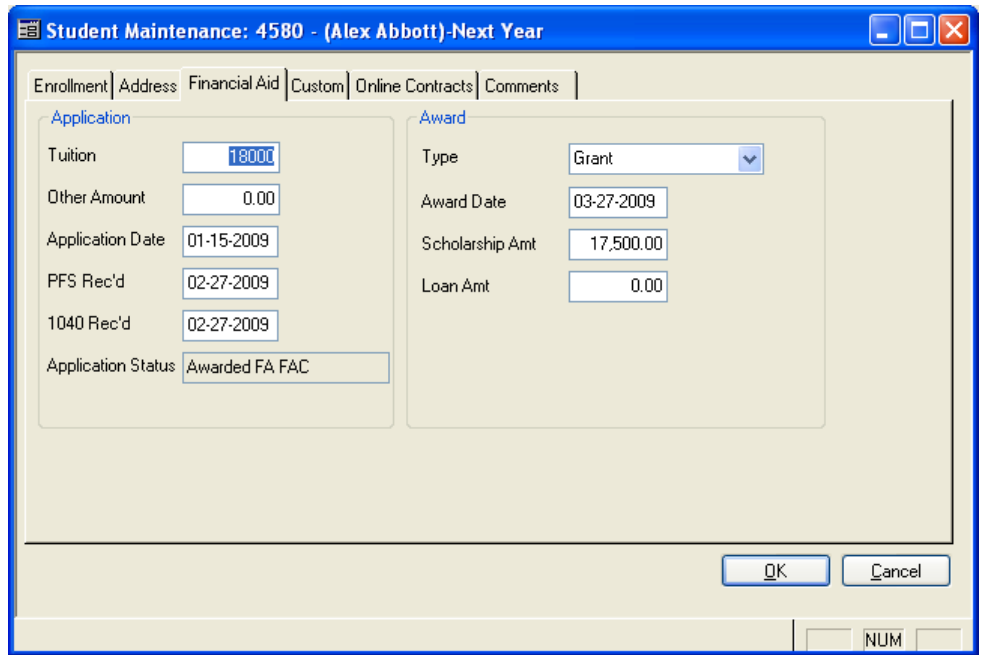 Student Maintenance: 4580 - (Alex Abbott)-Next Year
Enrollment Address Financial Aid Custom Online Contracts Comments
Application
Tuition 18000
Other Amount 0.00
Application Date 01-15-2009
PFS Rec'd 02-27-2009
1040 Rec'd 02-27-2009
Application Status Awarded FA FAC
Award
Type Grant
Award Date 03-27-2009
Scholarship Amt 17,500.00
Loan Amt 0.00
OK Cancel
NUM